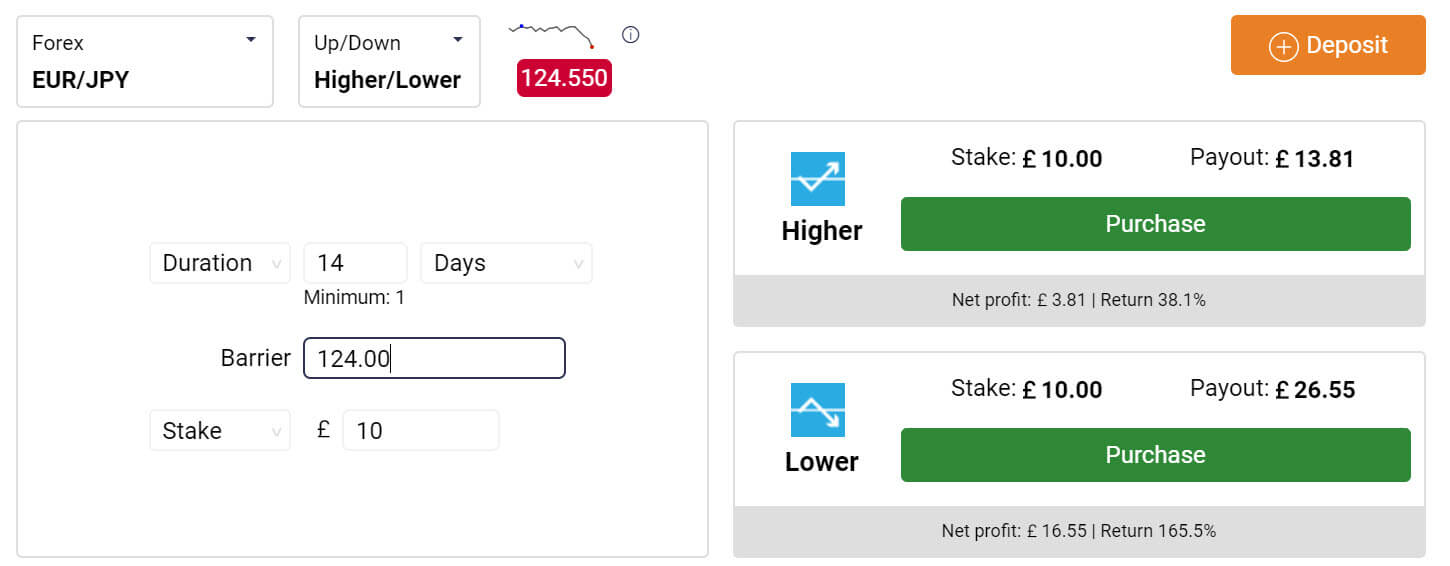 Forex
EUR/JPY
Up/Down
Higher/Lower
124.550
Deposit
Duration 14 Days
Minimum: 1
Barrier 124.00
Stake £ 10
Higher
Stake: £ 10.00 Payout: £ 13.81
Purchase
Net profit: £ 3.81 | Return 38.1%
Lower
Stake: £ 10.00 Payout: £ 26.55
Purchase
Net profit: £ 16.55 | Return 165.5%